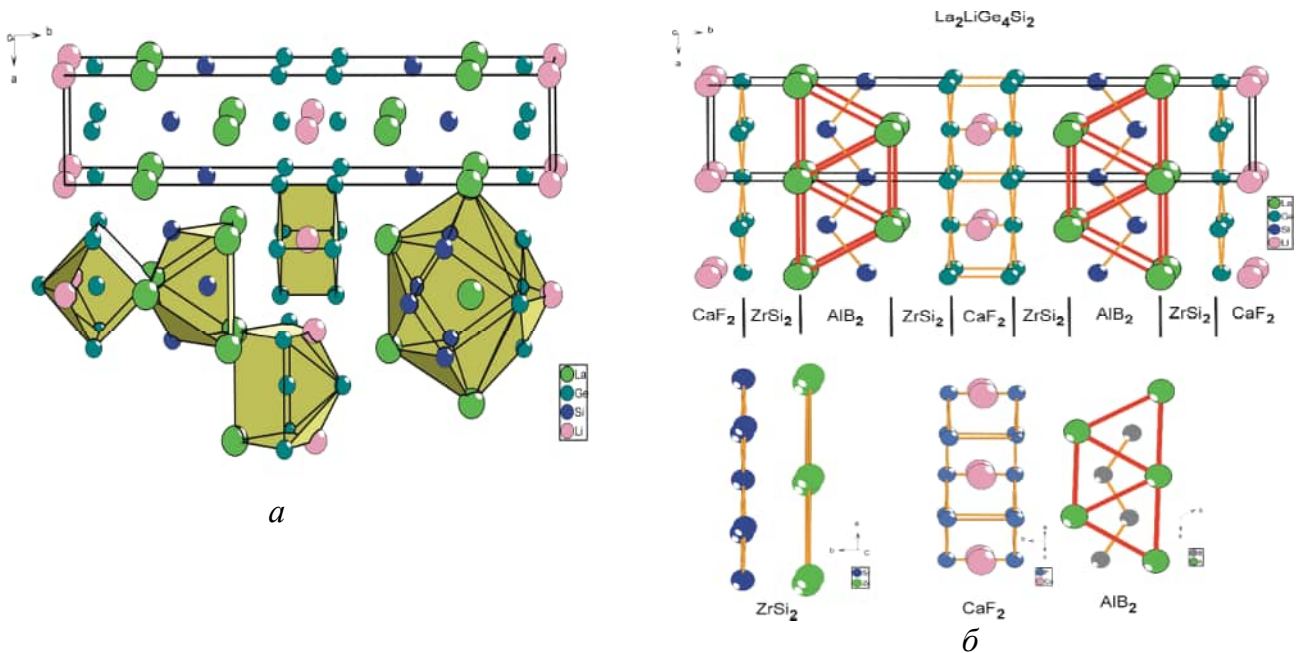 c b
a
La
Ge
Si
Li
а
La₂LiGe₄Si₂
c b
a
La
Ge
Si
Li
CaF₂ | ZrSi₂ | AlB₂ | ZrSi₂ | CaF₂ | ZrSi₂ | AlB₂ | ZrSi₂ | CaF₂
a
b c
ZrSi₂
CaF₂
AlB₂
б